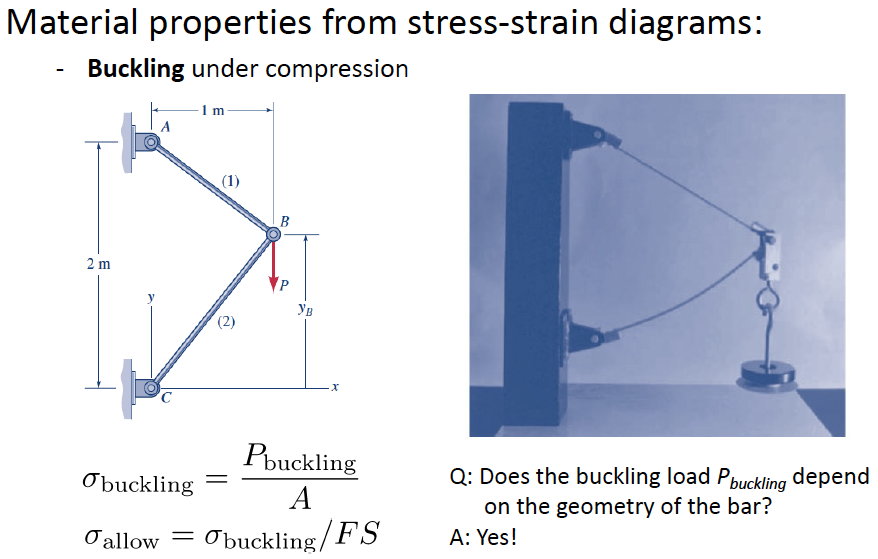 Material properties from stress-strain diagrams:
- Buckling under compression
1 m
A
(1)
B
2 m
P
y
y_B
(2)
x
C
σ_buckling = P_buckling / A
σ_allow = σ_buckling/FS
Q: Does the buckling load P_buckling depend
on the geometry of the bar?
A: Yes!